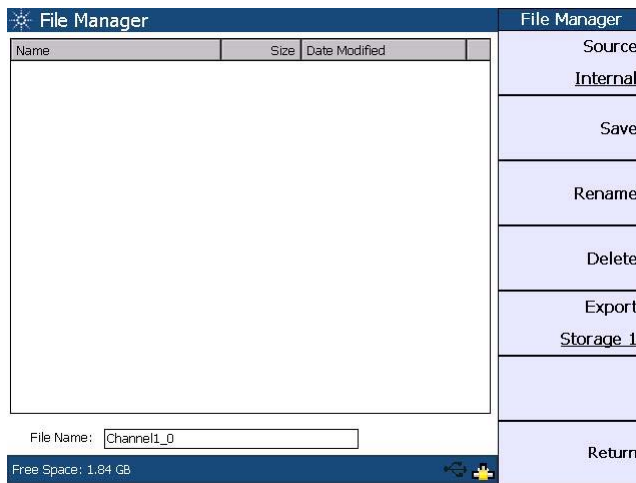 File Manager
Name Size Date Modified
File Name: Channel1_0
Free Space: 1.84 GB
File Manager
Source
Internal
Save
Rename
Delete
Export
Storage 1
Return